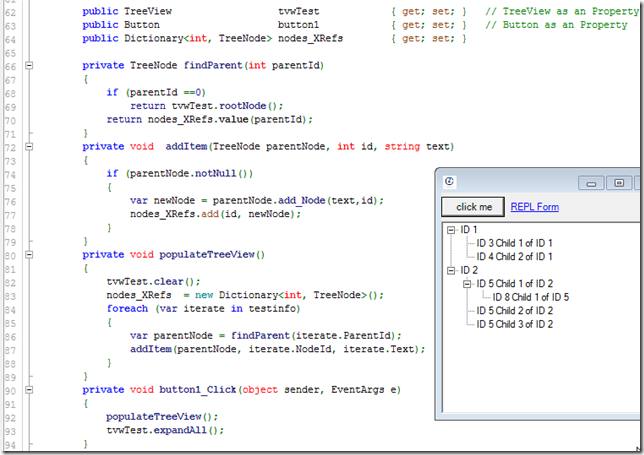 62 public TreeView tvwTest { get; set; } // TreeView as an Property
63 public Button button1 { get; set; } // Button as an Property
64 public Dictionary<int, TreeNode> nodes_XRefs { get; set; }
65
66 private TreeNode findParent(int parentId)
67 {
68 if (parentId ==0)
69 return tvwTest.rootNode();
70 return nodes_XRefs.value(parentId);
71 }
72 private void addItem(TreeNode parentNode, int id, string text)
73 {
74 if (parentNode.notNull())
75 {
76 var newNode = parentNode.add_Node(text,id);
77 nodes_XRefs.add(id, newNode);
78 }
79 }
80 private void populateTreeView()
81 {
82 tvwTest.clear();
83 nodes_XRefs = new Dictionary<int, TreeNode>();
84 foreach (var iterate in testinfo)
85 {
86 var parentNode = findParent(iterate.ParentId);
87 addItem(parentNode, iterate.NodeId, iterate.Text);
88 }
89 }
90 private void button1_Click(object sender, EventArgs e)
91 {
92 populateTreeView();
93 tvwTest.expandAll();
94 }
click me REPL Form
ID 1
ID 3 Child 1 of ID 1
ID 4 Child 2 of ID 1
ID 2
ID 5 Child 1 of ID 2
ID 8 Child 1 of ID 5
ID 5 Child 2 of ID 2
ID 5 Child 3 of ID 2